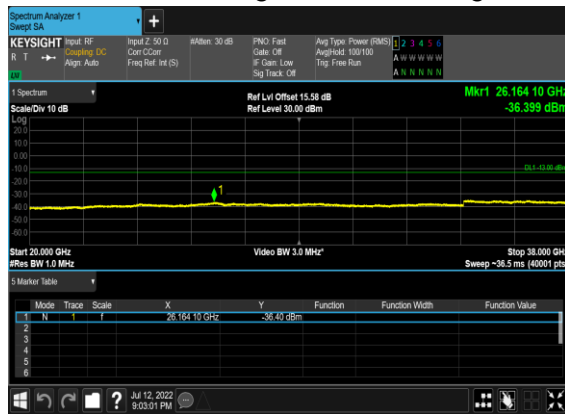 Spectrum Analyzer 1
Swept SA
+
KEYSIGHT Input: RF Input Z: 50 Ω #Atten: 30 dB PNO: Fast Avg Type: Power (RMS) 1 2 3 4 5 6
R T Coupling: DC Corr CCorr Gate: Off Avg|Hold: 100/100 A W W W W W
Align: Auto Freq Ref: Int (S) IF Gain: Low Trig: Free Run
Sig Track: Off A N N N N N
LW
1 Spectrum Ref Lvl Offset 15.58 dB Mkr1 26.164 10 GHz
Scale/Div 10 dB Ref Level 30.00 dBm -36.399 dBm
Log
20.0
10.0
0.00
-10.0 DL1 -13.00 dBm
-20.0
-30.0 1
-40.0
-50.0
-60.0
Start 20.000 GHz Video BW 3.0 MHz* Stop 38.000 GHz
#Res BW 1.0 MHz Sweep ~36.5 ms (40001 pts)
5 Marker Table
Mode Trace Scale X Y Function Function Width Function Value
1 N 1 f 26.164 10 GHz -36.40 dBm
2
3
4
5
6
? Jul 12, 2022
9:03:01 PM